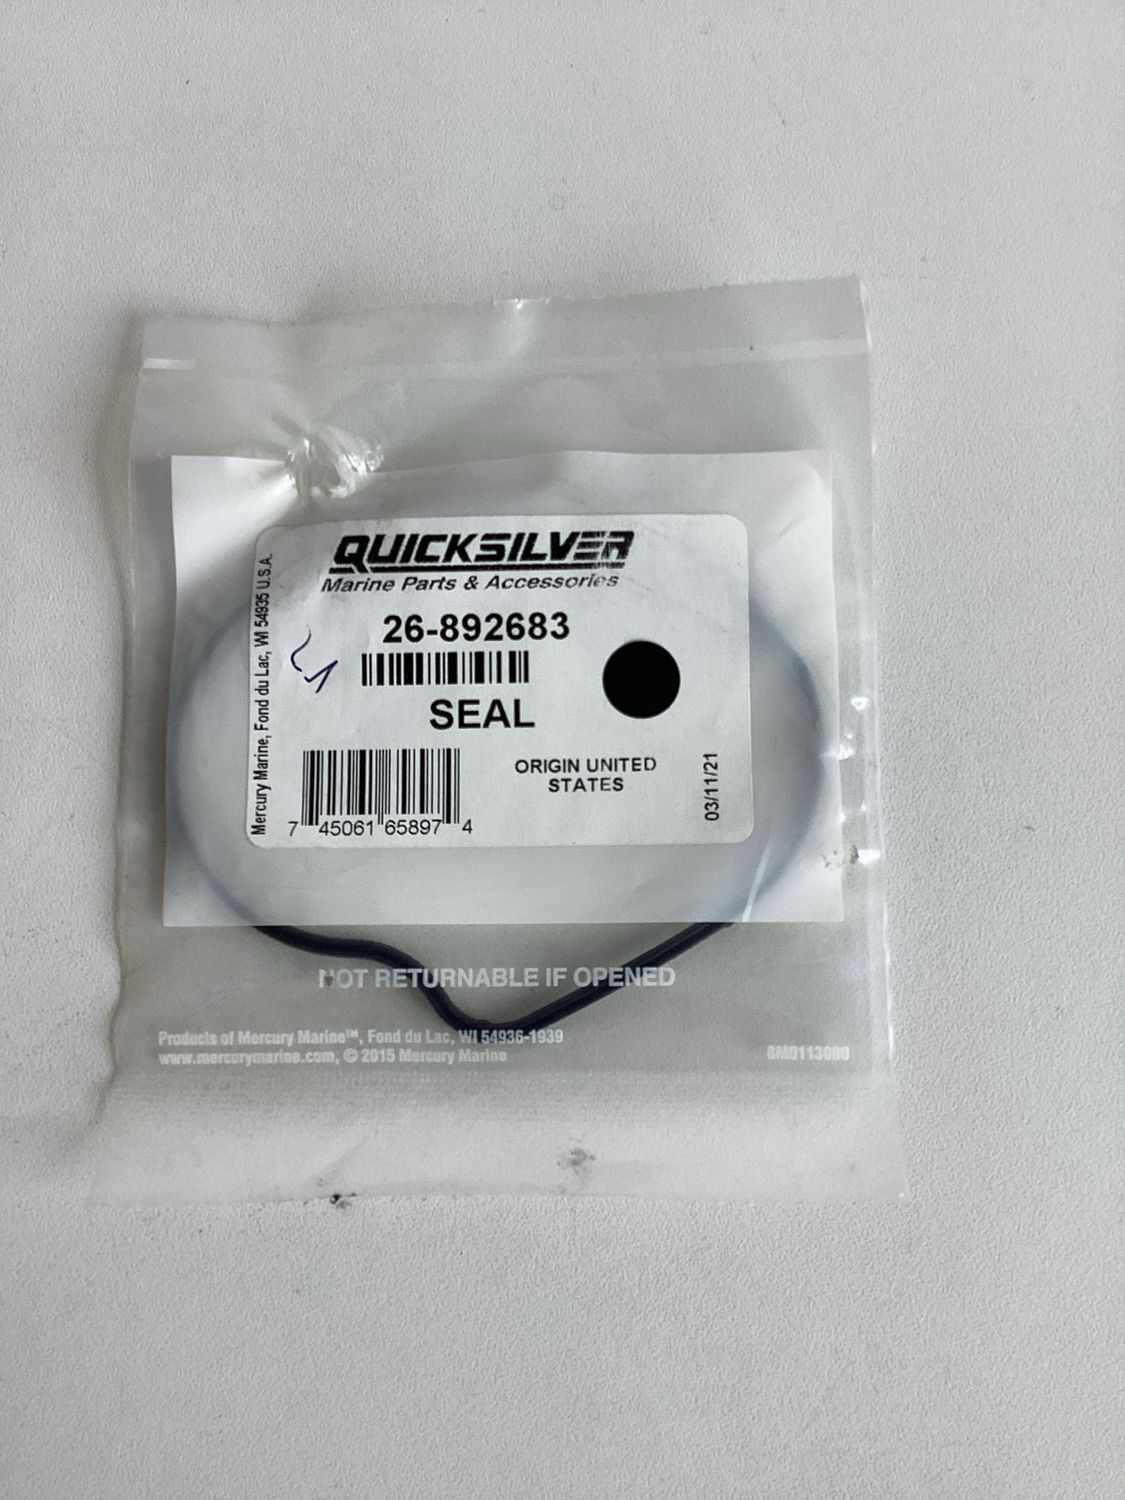 QUICKSILVER
Marine Parts & Accessories
26-892683
SEAL
ORIGIN UNITED
STATES
7 45061 65897 4
03/11/21
Mercury Marine, Fond du Lac, WI 54935 U.S.A.
21
NOT RETURNABLE IF OPENED
Products of Mercury Marine™, Fond du Lac, WI 54936-1939
www.mercurymarine.com, © 2015 Mercury Marine